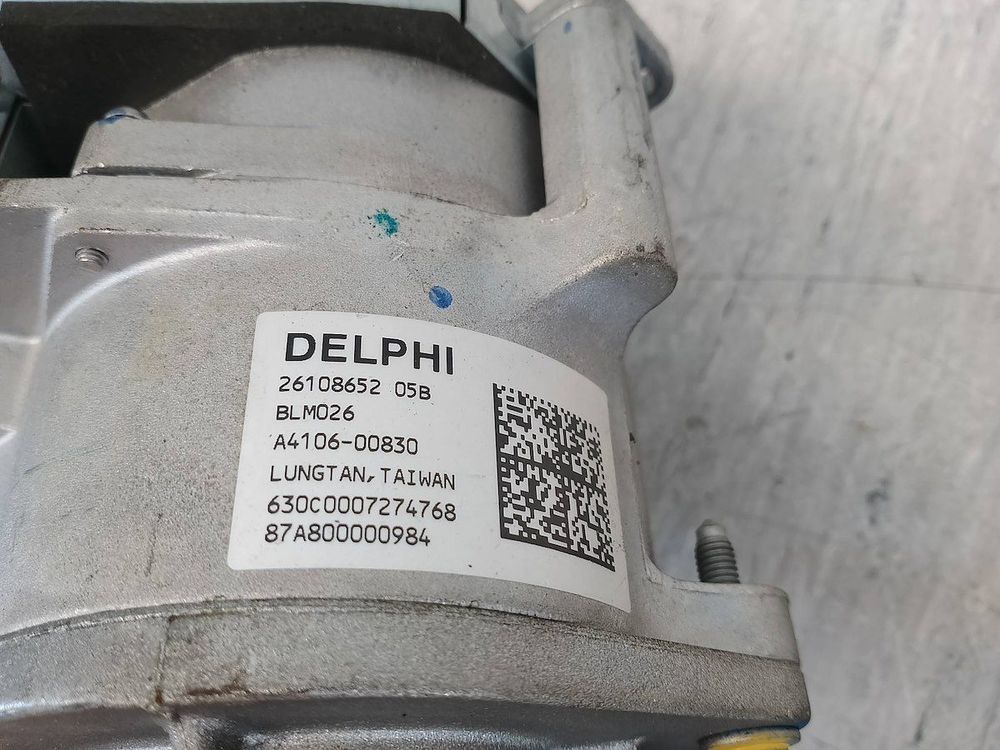 DELPHI
26108652 05B
BLM026
A4106-00830
LUNGTAN, TAIWAN
630C0007274768
87A800000984